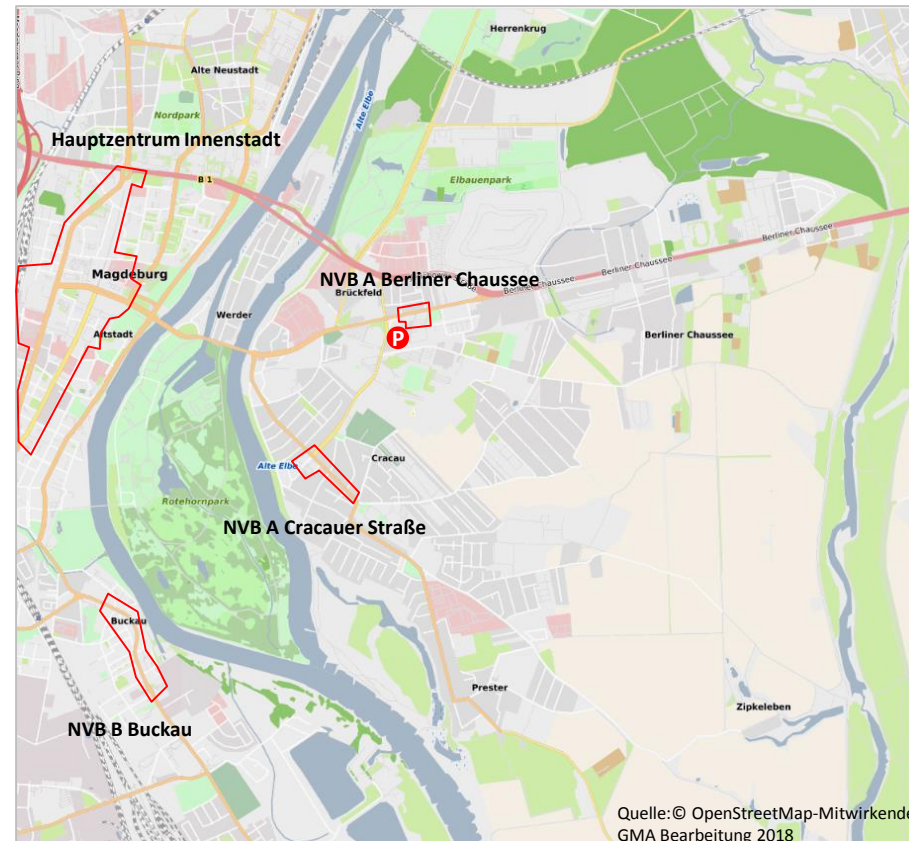 Herrenkrug
Alte Neustadt
Alte Elbe
Nordpark
Hauptzentrum Innenstadt
B 1
Elbauenpark
Berliner Chaussee
Magdeburg
NVB A Berliner Chaussee
Berliner Chaussee
Berliner Chaussee
Brückfeld
Werder
Altstadt
P
Berliner Chaussee
Cracau
Alte Elbe
Rotehornpark
NVB A Cracauer Straße
Buckau
Prester
Zipkeleben
NVB B Buckau
Quelle:© OpenStreetMap-Mitwirkende
GMA Bearbeitung 2018